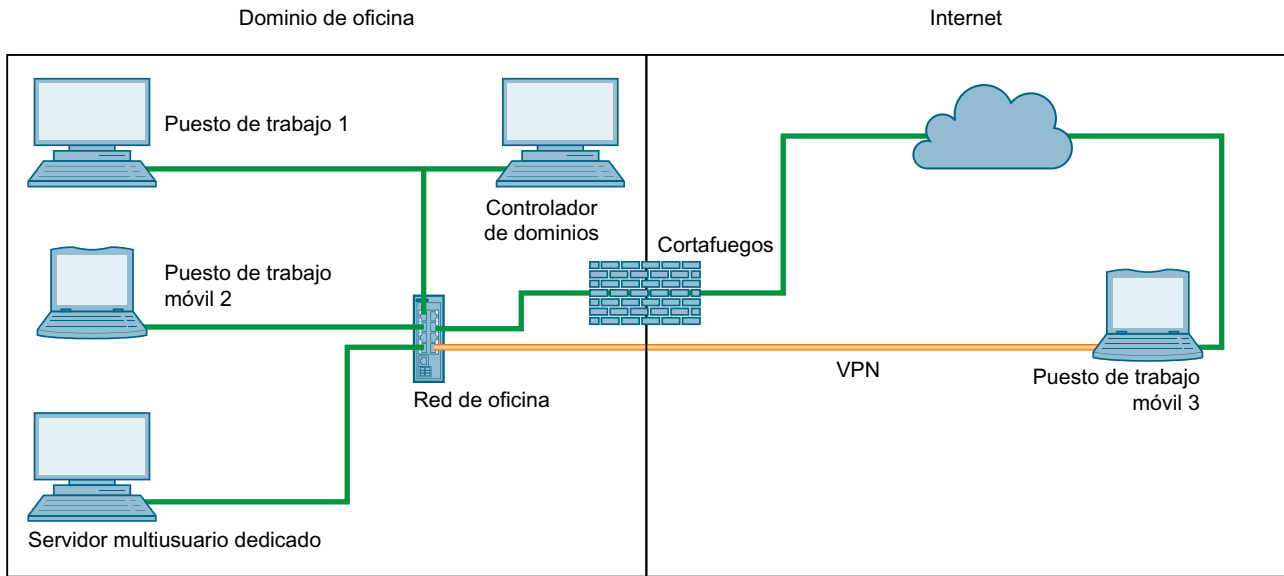 Dominio de oficina
Internet
Puesto de trabajo 1
Controlador
de dominios
Cortafuegos
Puesto de trabajo
móvil 2
VPN
Puesto de trabajo
móvil 3
Red de oficina
Servidor multiusuario dedicado